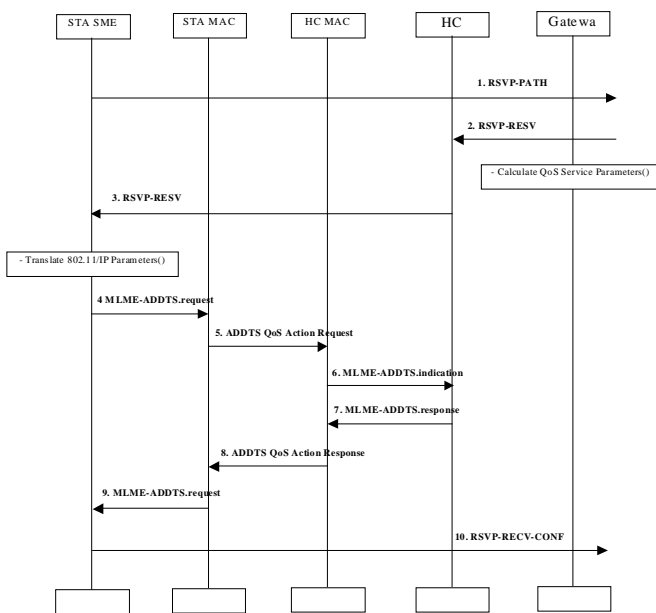 STA SME
STA MAC
HC MAC
HC
Gatewa
1. RSVP-PATH
2. RSVP-RESV
- Calculate QoS Service Parameters()
3. RSVP-RESV
- Translate 802.11/IP Parameters()
4 MLME-ADDTS.request
5. ADDTS QoS Action Request
6. MLME-ADDTS.indication
7. MLME-ADDTS.response
8. ADDTS QoS Action Response
9. MLME-ADDTS.request
10. RSVP-RECV-CONF